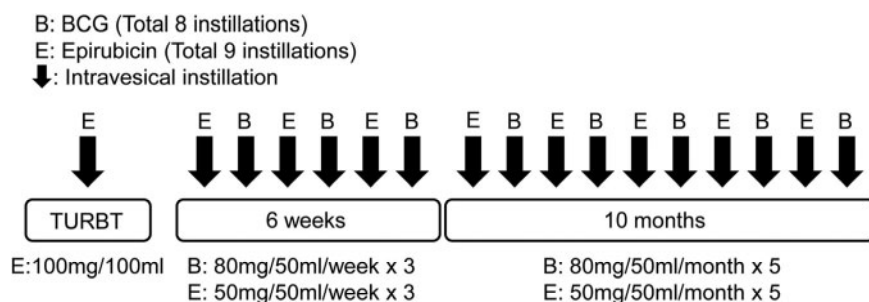 B: BCG (Total 8 instillations)
E: Epirubicin (Total 9 instillations)
: Intravesical instillation
E E B E B E B E B E B E B E B E B
TURBT 6 weeks 10 months
E:100mg/100ml B: 80mg/50ml/week x 3 B: 80mg/50ml/month x 5
E: 50mg/50ml/week x 3 E: 50mg/50ml/month x 5